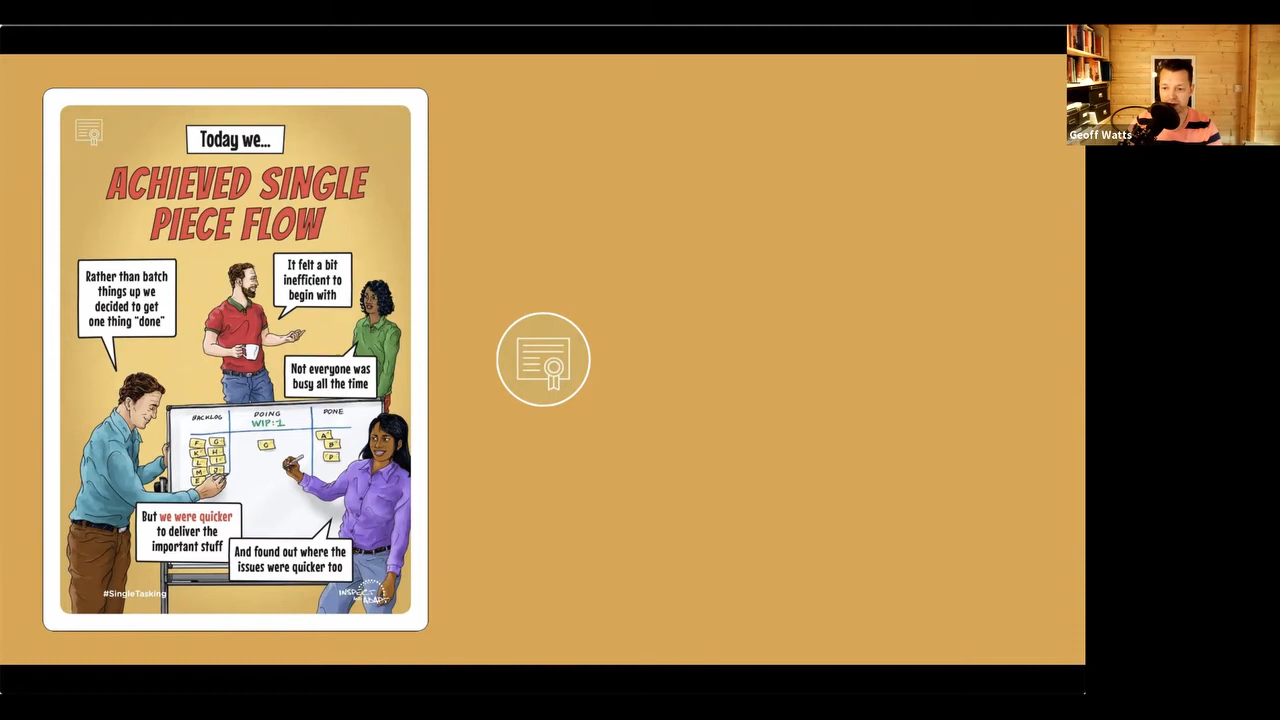 Today we...
ACHIEVED SINGLE
PIECE FLOW
Rather than batch
things up we
decided to get
one thing "done"
It felt a bit
inefficient to
begin with
Not everyone was
busy all the time
BACKLOG
DOING
WIP:1
DONE
F
G
K
H
L
I
M
J
E
A
B
But we were quicker
to deliver the
important stuff
And found out where the
issues were quicker too
#SingleTasking
INSPECT
AND
ADAPT
Geoff Watts